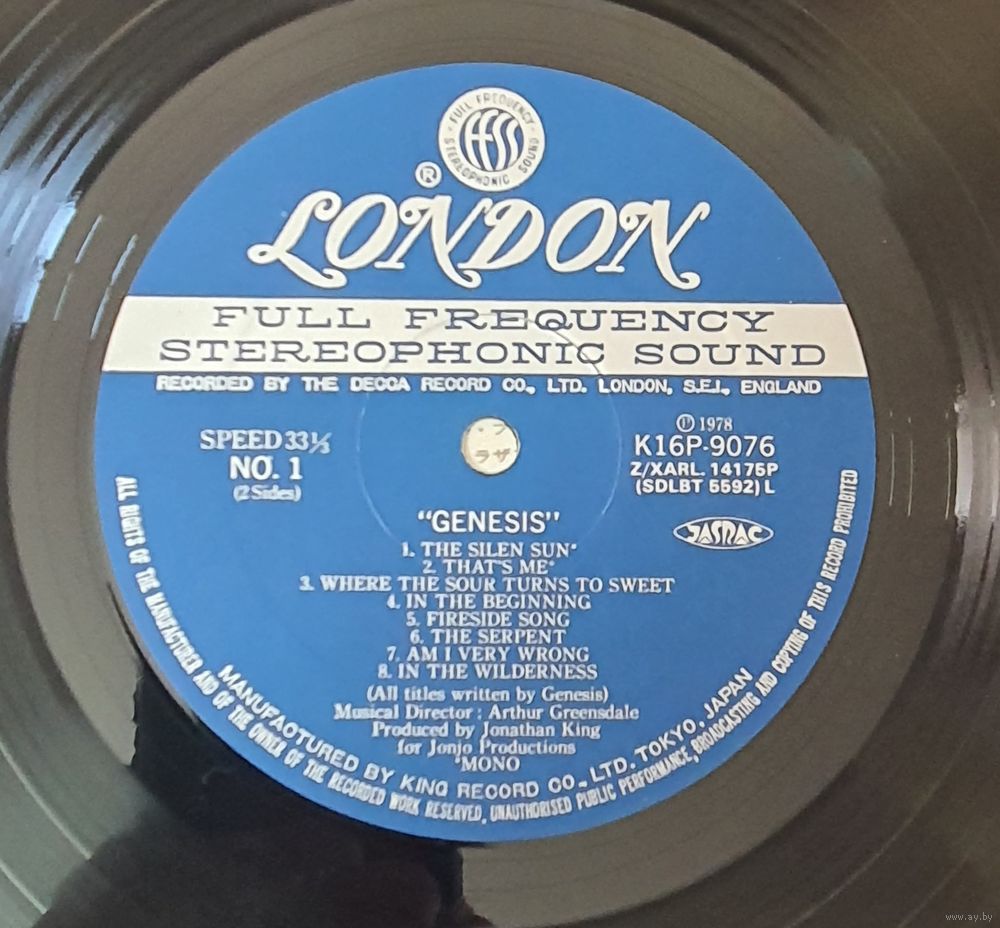 FULL FREQUENCY
ffss
STEREOPHONIC SOUND
®
LONDON
FULL FREQUENCY
STEREOPHONIC SOUND
RECORDED BY THE DECCA RECORD CO., LTD. LONDON, S.E.I., ENGLAND
SPEED 33⅓
NO. 1
(2 Sides)
℗ 1978
K16P-9076
Z/XARL. 14175P
(SDLBT 5592) L
JASRAC
"GENESIS"
1. THE SILEN SUN*
2. THAT'S ME*
3. WHERE THE SOUR TURNS TO SWEET
4. IN THE BEGINNING
5. FIRESIDE SONG
6. THE SERPENT
7. AM I VERY WRONG
8. IN THE WILDERNESS
(All titles written by Genesis)
Musical Director : Arthur Greensdale
Produced by Jonathan King
for Jonjo Productions
*MONO
MANUFACTURED BY KING RECORD CO., LTD. TOKYO, JAPAN
ALL RIGHTS OF THE MANUFACTURER AND OF THE OWNER OF THE RECORDED WORK RESERVED, UNAUTHORISED PUBLIC PERFORMANCE, BROADCASTING AND COPYING OF THIS RECORD PROHIBITED
www.ay.by